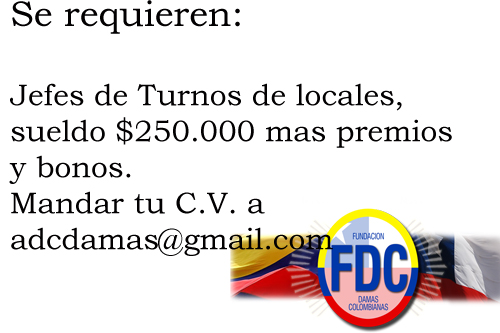 Se requieren:
Jefes de Turnos de locales,
sueldo $250.000 mas premios
y bonos.
Mandar tu C.V. a
adcdamas@gmail.com
FUNDACION
FDC
DAMAS
COLOMBIANAS